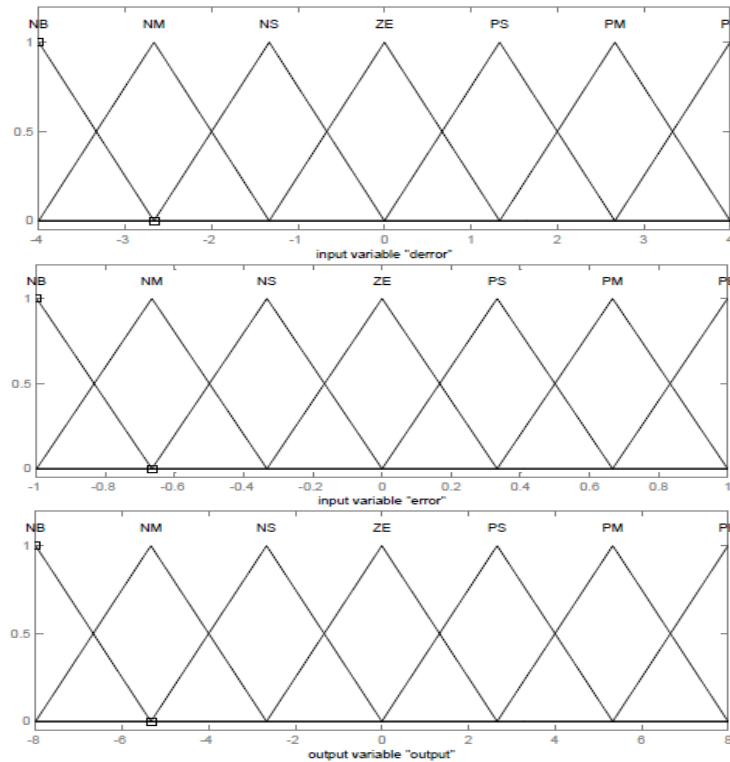 NB NM NS ZE PS PM P
1
0.5
0
-4 -3 -2 -1 0 1 2 3 4
input variable "derror"
NB NM NS ZE PS PM P
1
0.5
0
-1 -0.8 -0.6 -0.4 -0.2 0 0.2 0.4 0.6 0.8 1
input variable "error"
NB NM NS ZE PS PM P
1
0.5
0
-8 -6 -4 -2 0 2 4 6 8
output variable "output"